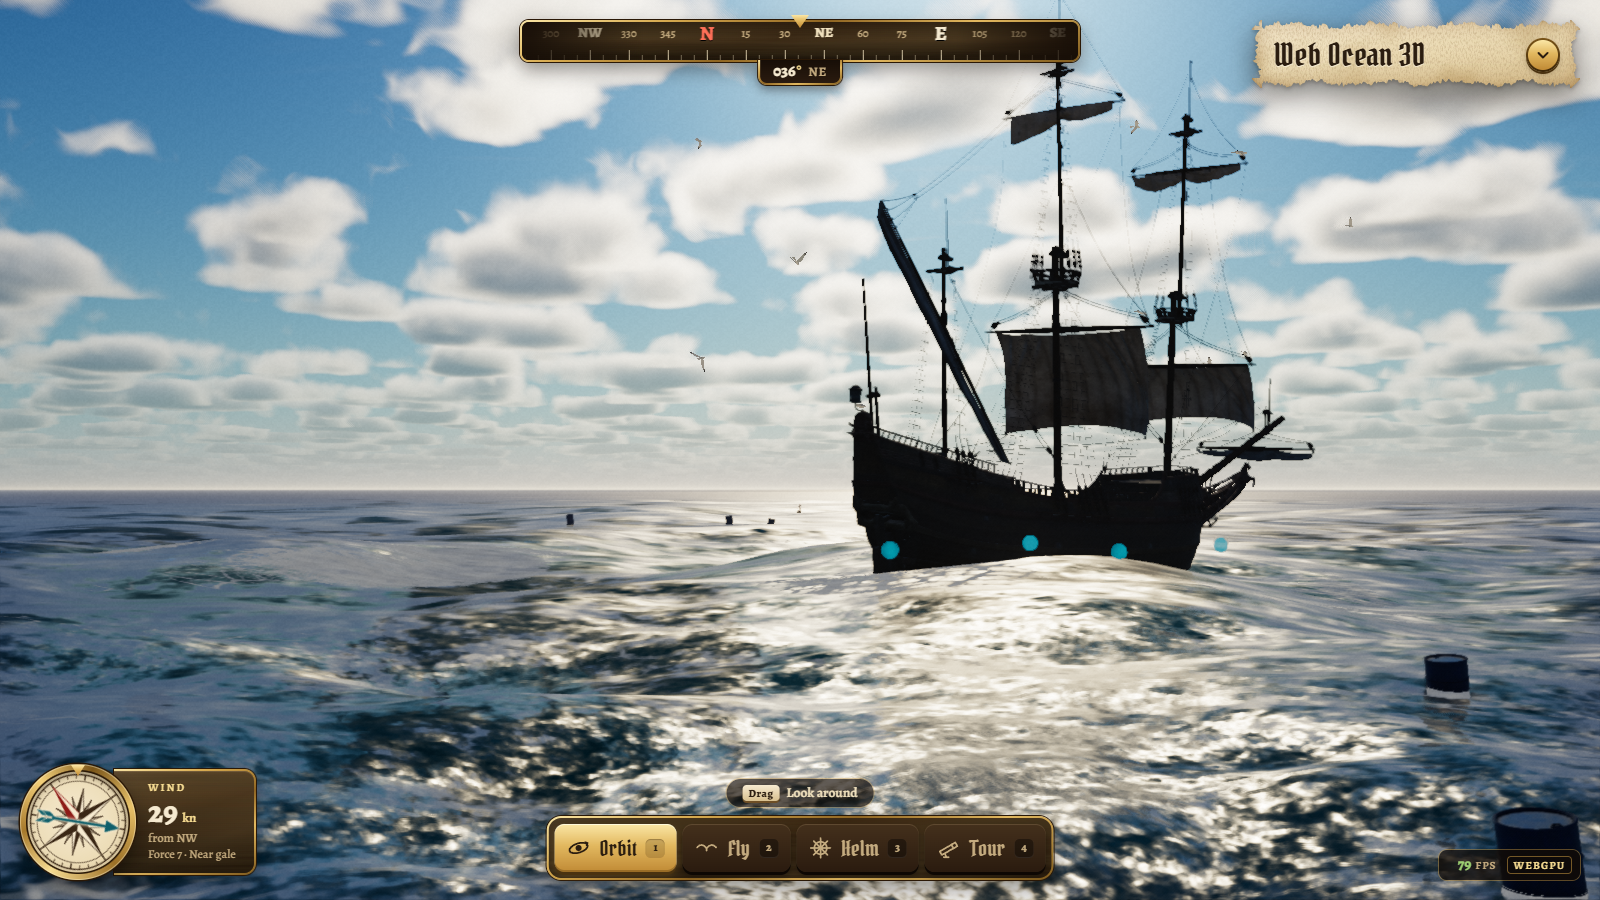 300 NW 330 345 N 15 30 NE 60 75 E 105 120 SE
036° NE
Web Ocean 3D
WIND
29 kn
from NW
Force 7 · Near gale
Drag Look around
Orbit 1 Fly 2 Helm 3 Tour 4
79 FPS WEBGPU